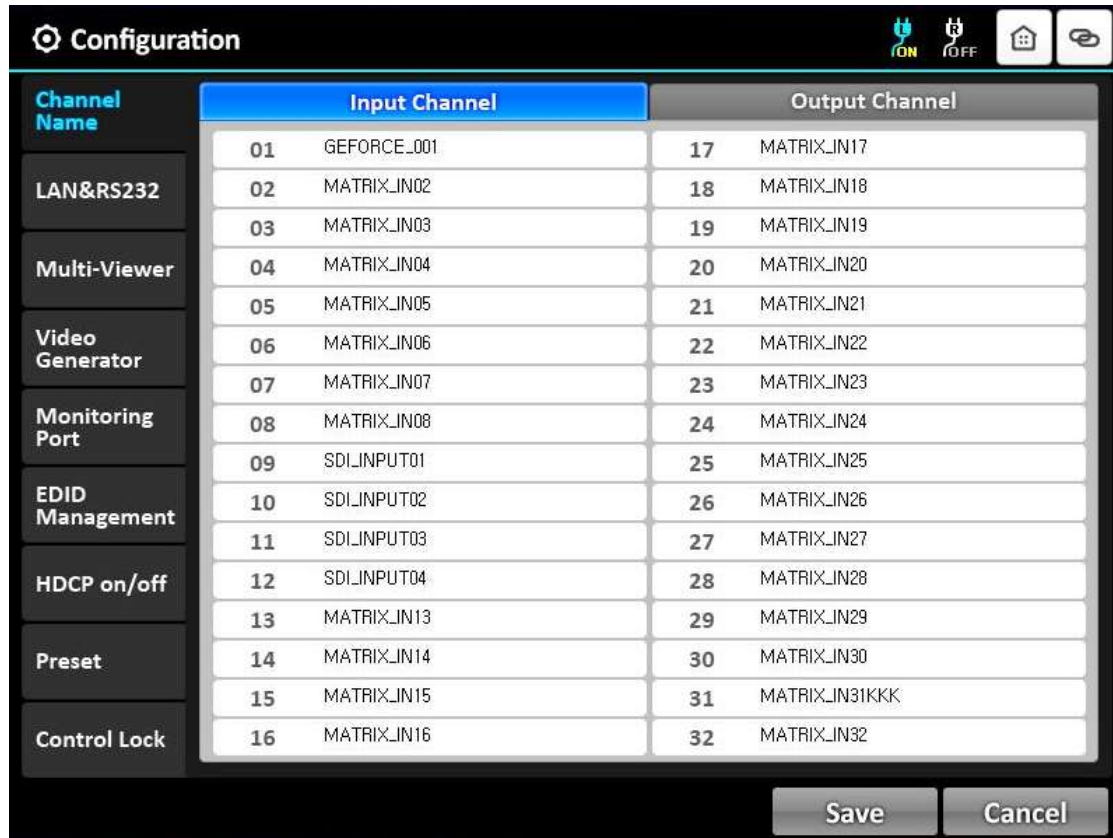 Configuration
L ON R OFF
Channel
Name
LAN&RS232
Multi-Viewer
Video
Generator
Monitoring
Port
EDID
Management
HDCP on/off
Preset
Control Lock
Input Channel Output Channel
01 GEFORCE_001 17 MATRIX_IN17
02 MATRIX_IN02 18 MATRIX_IN18
03 MATRIX_IN03 19 MATRIX_IN19
04 MATRIX_IN04 20 MATRIX_IN20
05 MATRIX_IN05 21 MATRIX_IN21
06 MATRIX_IN06 22 MATRIX_IN22
07 MATRIX_IN07 23 MATRIX_IN23
08 MATRIX_IN08 24 MATRIX_IN24
09 SDI_INPUT01 25 MATRIX_IN25
10 SDI_INPUT02 26 MATRIX_IN26
11 SDI_INPUT03 27 MATRIX_IN27
12 SDI_INPUT04 28 MATRIX_IN28
13 MATRIX_IN13 29 MATRIX_IN29
14 MATRIX_IN14 30 MATRIX_IN30
15 MATRIX_IN15 31 MATRIX_IN31KKK
16 MATRIX_IN16 32 MATRIX_IN32
Save Cancel